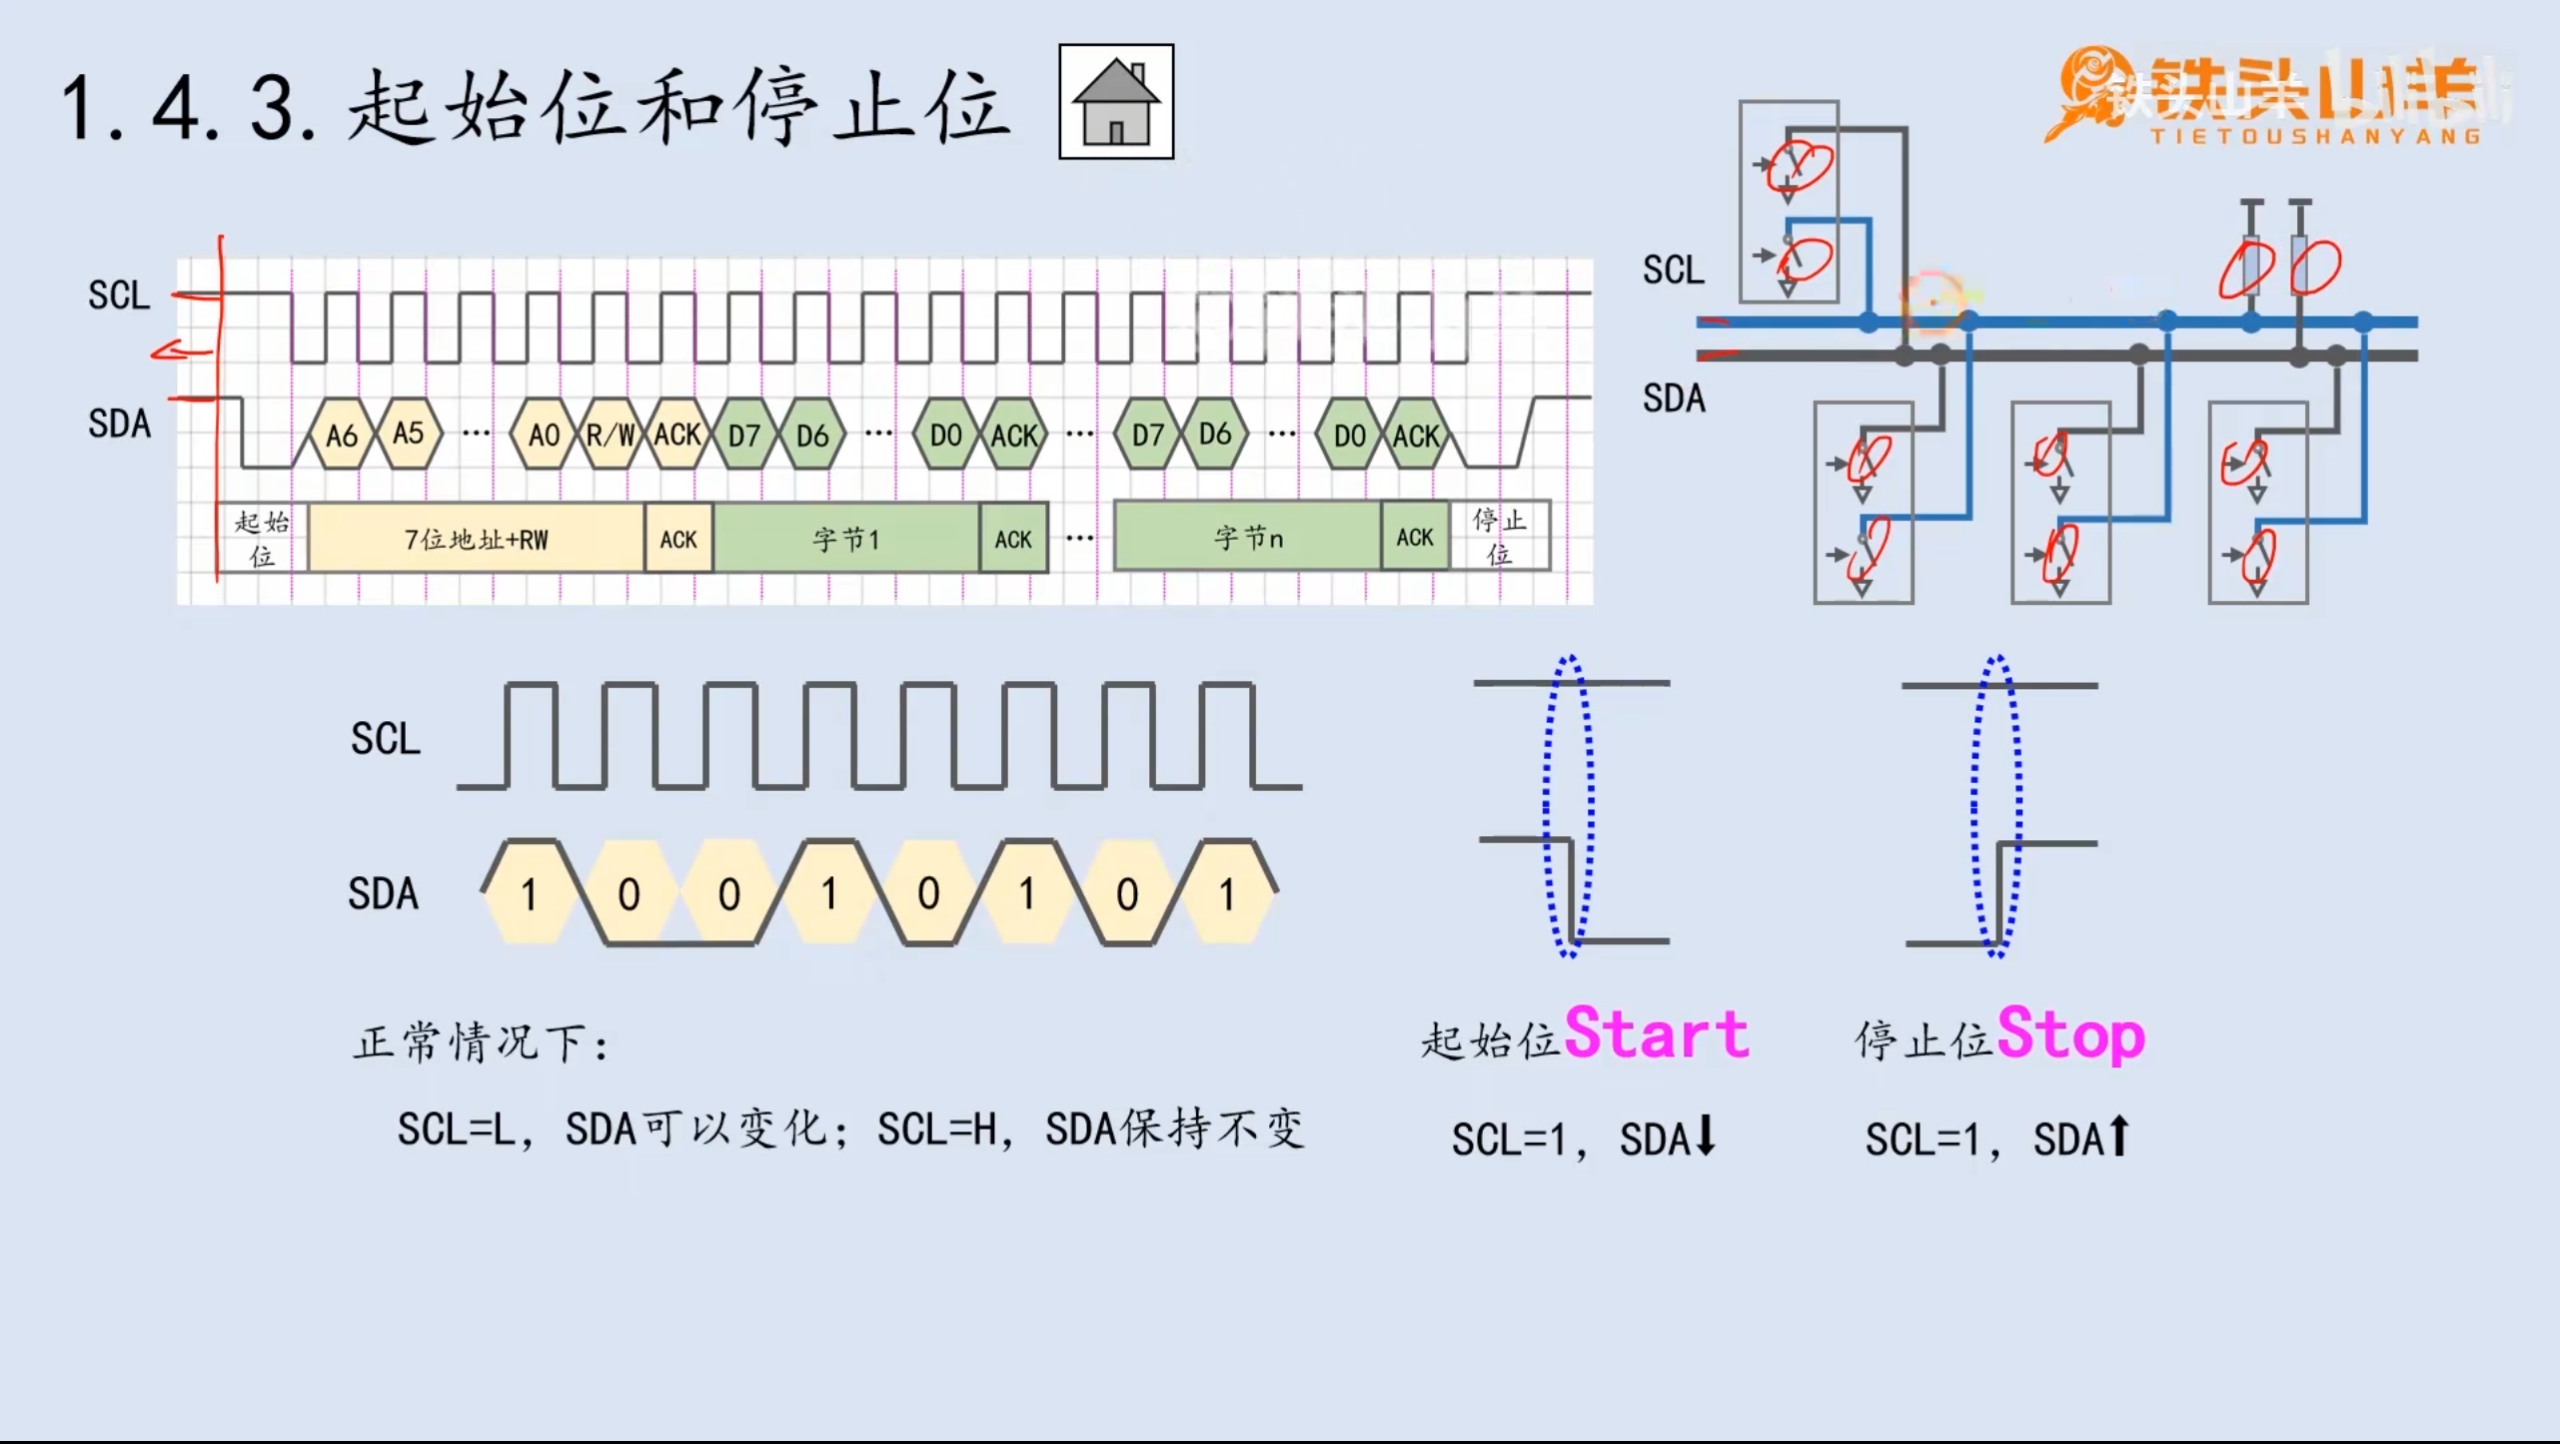 1.4.3.起始位和停止位
铁头山羊
TIETOUSHANYANG
SCL
SDA
A6 A5 ... A0 R/W ACK D7 D6 ... D0 ACK ... D7 D6 ... D0 ACK
起始位 7位地址+RW ACK 字节1 ACK ... 字节n ACK 停止位
SCL
SDA
SCL
SDA 1 0 0 1 0 1 0 1
正常情况下：
SCL=L，SDA可以变化；SCL=H，SDA保持不变
起始位Start
SCL=1，SDA⬇
停止位Stop
SCL=1，SDA⬆